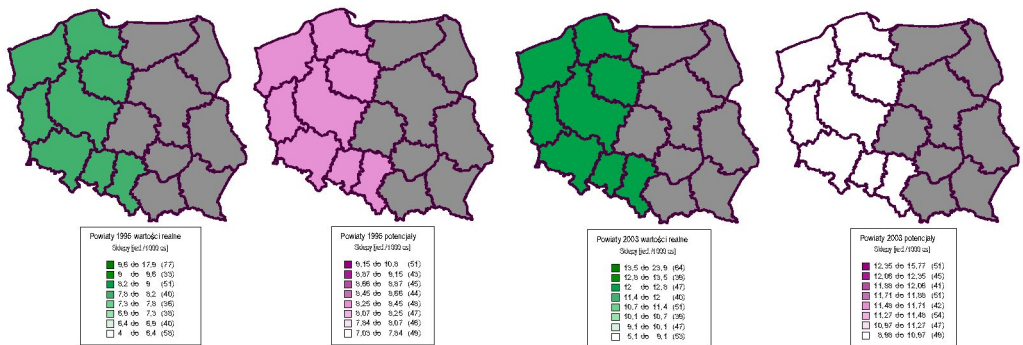 Powiaty 1996 wartości realne
Sklepy [jed./1000 os]
9,6 do 17,9 (77)
9 do 9,6 (33)
8,2 do 9 (51)
7,8 do 8,2 (40)
7,3 do 7,8 (36)
6,9 do 7,3 (38)
6,4 do 6,9 (40)
4 do 6,4 (58)
Powiaty 1996 potencjały
Sklepy [jed./1000 os]
9,15 do 10,8 (51)
8,87 do 9,15 (43)
8,66 do 8,87 (45)
8,45 do 8,66 (44)
8,25 do 8,45 (48)
8,07 do 8,25 (47)
7,84 do 8,07 (46)
7,03 do 7,84 (49)
Powiaty 2003 wartości realne
Sklepy [jed./1000 os]
13,5 do 23,9 (64)
12,8 do 13,5 (36)
12 do 12,8 (47)
11,4 do 12 (40)
10,7 do 11,4 (51)
10,1 do 10,7 (36)
9,1 do 10,1 (47)
5,1 do 9,1 (53)
Powiaty 2003 potencjały
Sklepy [jed./1000 os]
12,35 do 15,77 (51)
12,06 do 12,35 (45)
11,88 do 12,06 (41)
11,71 do 11,88 (51)
11,48 do 11,71 (42)
11,27 do 11,48 (54)
10,97 do 11,27 (47)
8,98 do 10,97 (49)